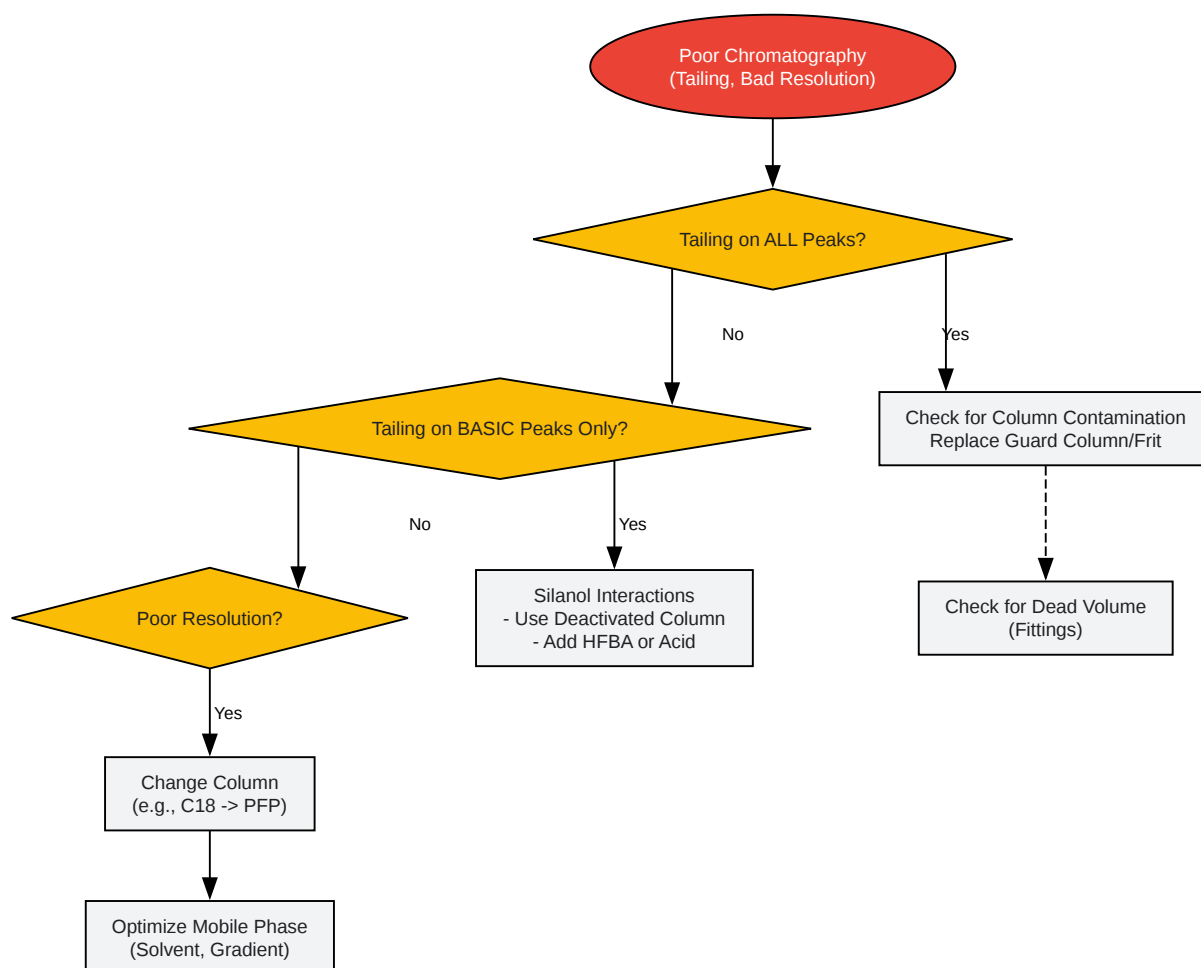 Poor Chromatography
(Tailing, Bad Resolution)
Tailing on ALL Peaks?
No
Yes
Tailing on BASIC Peaks Only?
Check for Column Contamination
Replace Guard Column/Frit
No
Yes
Poor Resolution?
Silanol Interactions
- Use Deactivated Column
- Add HFBA or Acid
Check for Dead Volume
(Fittings)
Yes
Change Column
(e.g., C18 -> PFP)
Optimize Mobile Phase
(Solvent, Gradient)